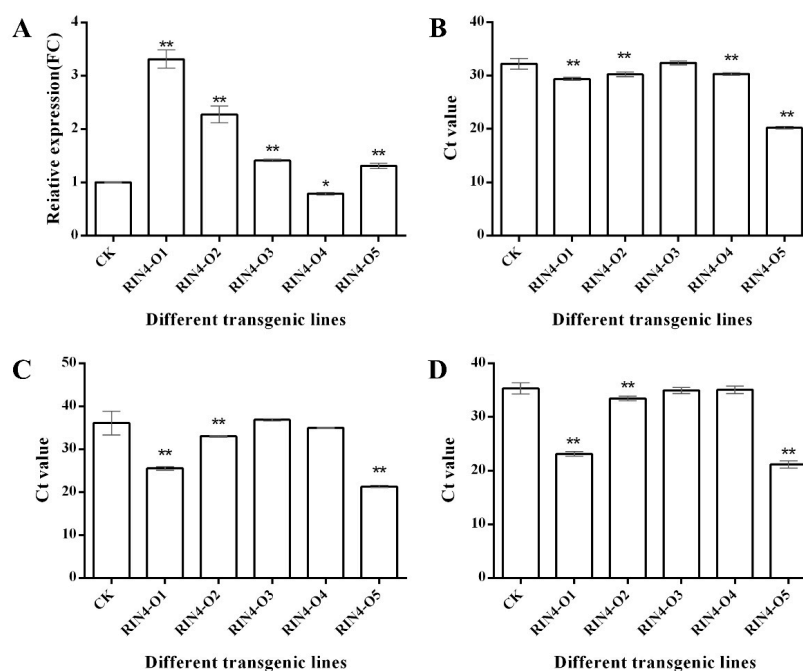 A
Reiative expression(FC)
4
3
2
1
0
**
**
**
*
**
CK
RIN4-O1
RIN4-O2
RIN4-O3
RIN4-O4
RIN4-O5
Different transgenic lines
B
Ct value
40
30
20
10
0
**
**
**
**
CK
RIN4-O1
RIN4-O2
RIN4-O3
RIN4-O4
RIN4-O5
Different transgenic lines
C
Ct value
50
40
30
20
10
0
**
**
**
CK
RIN4-O1
RIN4-O2
RIN4-O3
RIN4-O4
RIN4-O5
Different transgenic lines
D
Ct value
40
30
20
10
0
**
**
**
CK
RIN4-O1
RIN4-O2
RIN4-O3
RIN4-O4
RIN4-O5
Different transgenic lines